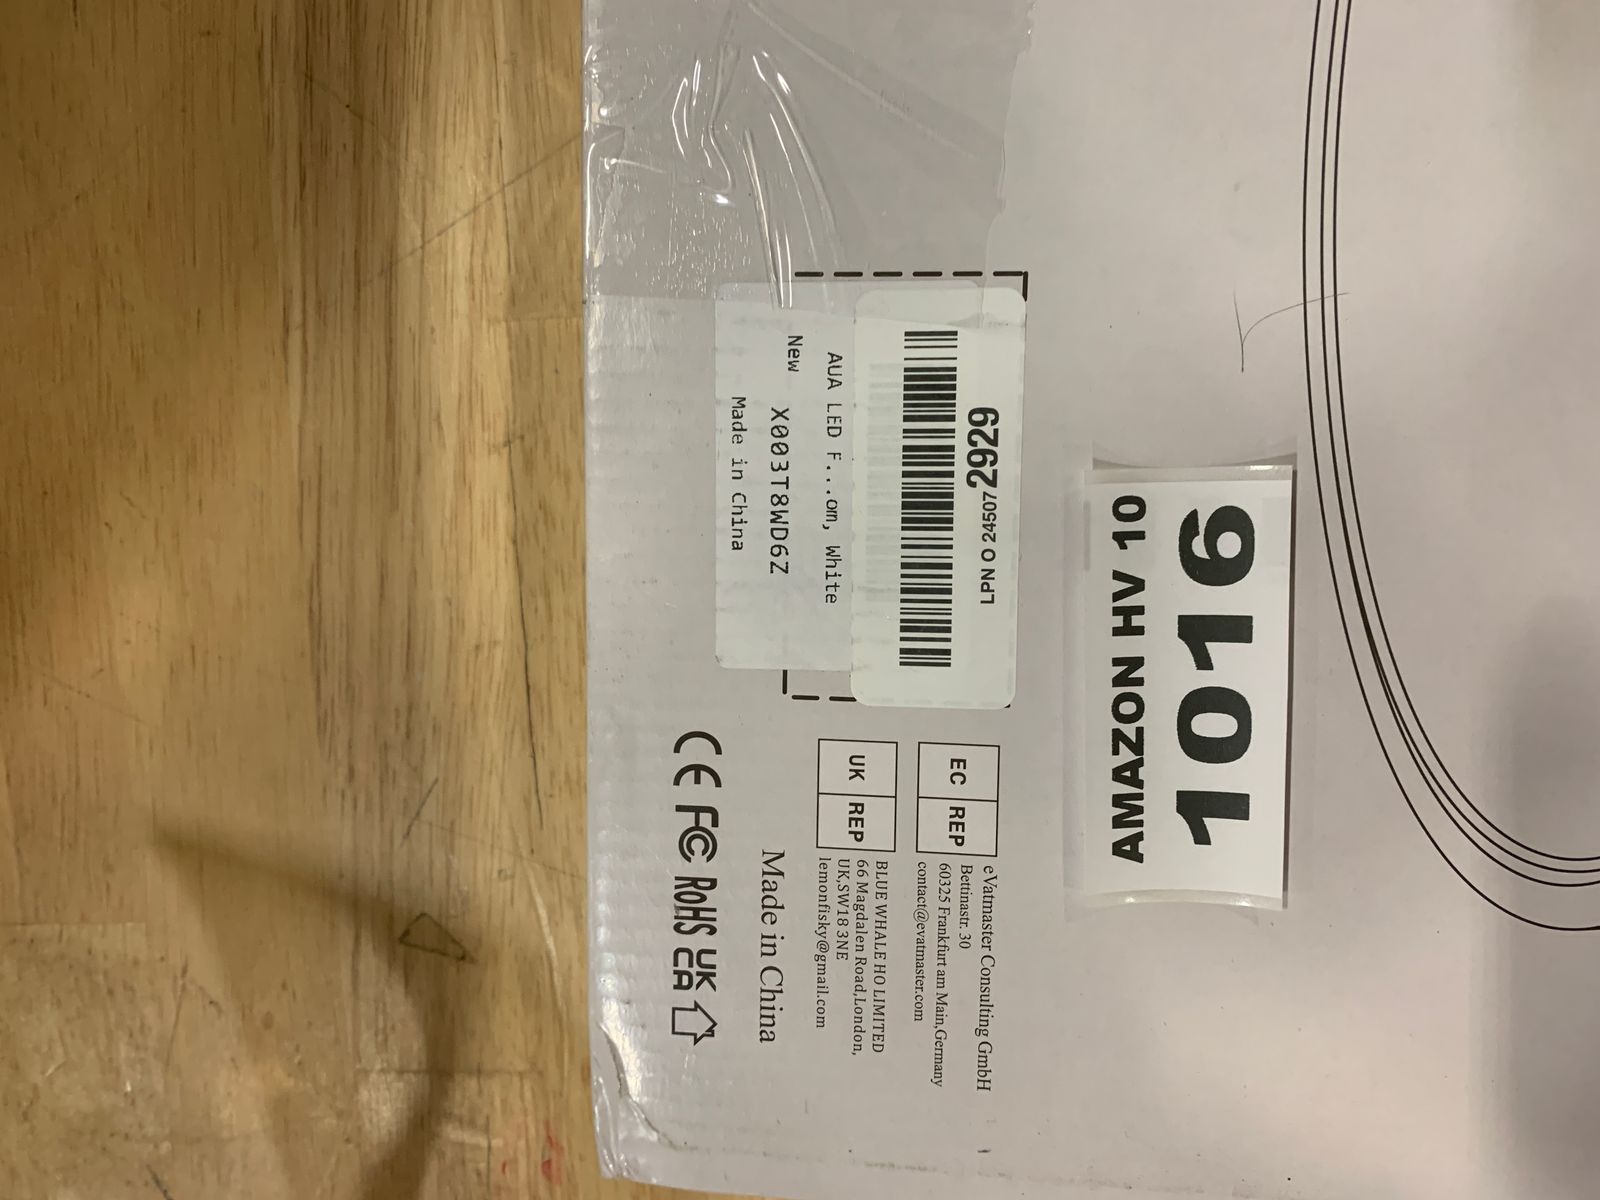 AMAZON HV 10
1019
LPN O 24507 2929
AUA LED F...om, White
New X003T8WD6Z
Made in China
EC REP
eVatmaster Consulting GmbH
Bettinastr. 30
60325 Frankfurt am Main,Germany
contact@evatmaster.com
UK REP
BLUE WHALE HO LIMITED
66 Magdalen Road,London,
UK,SW18 3NE
lemonfisky@gmail.com
Made in China
CE FC RoHS UK CA